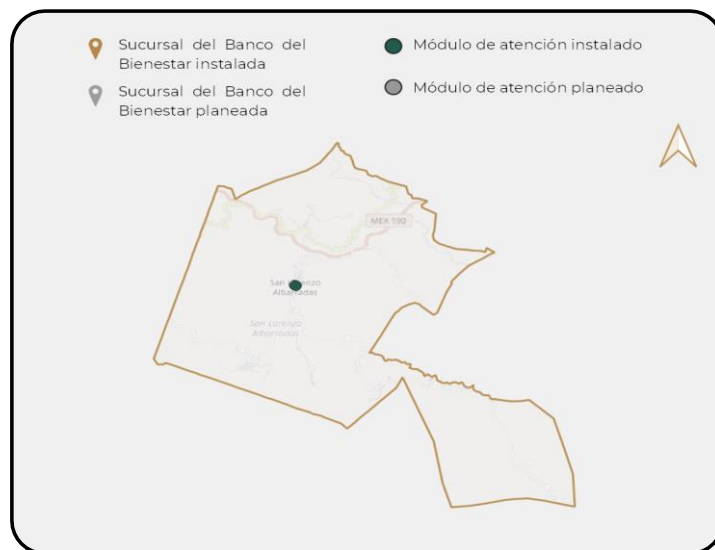 Sucursal del Banco del
Bienestar instalada
Módulo de atención instalado
Sucursal del Banco del
Bienestar planeada
Módulo de atención planeado
MEX 190
San Lorenzo
Albarradas
San Lorenzo
Albarradas